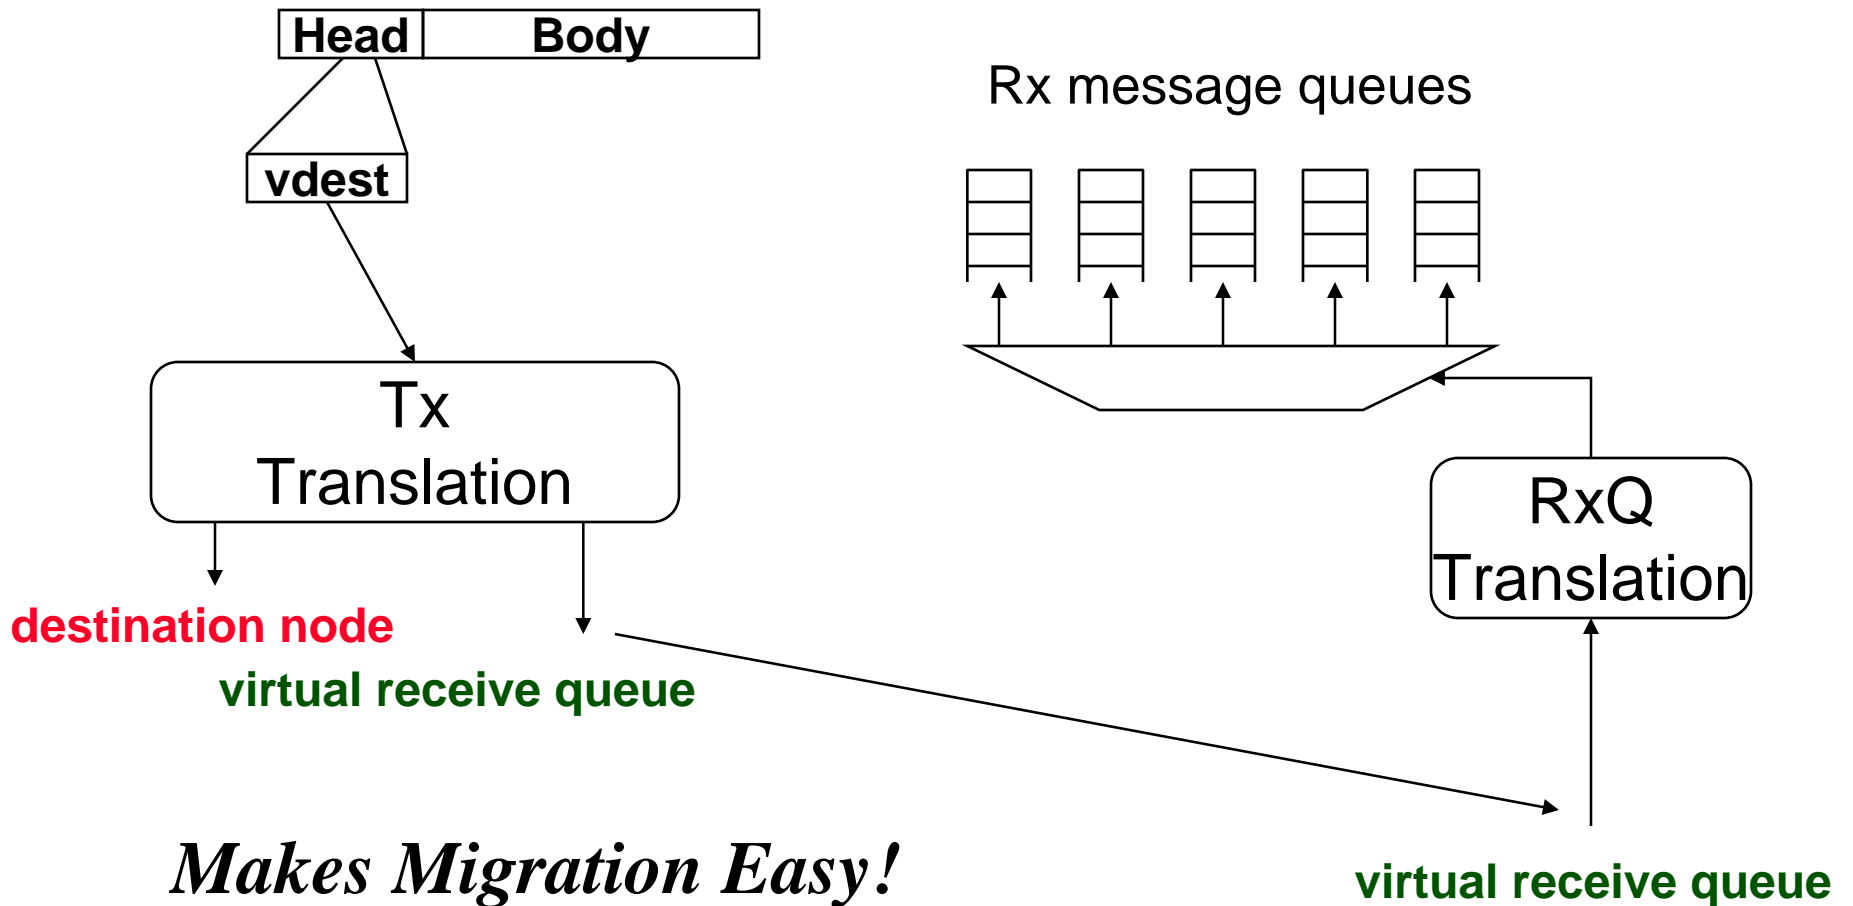 Head Body
Rx message queues
vdest
Tx
Translation
RxQ
Translation
destination node
virtual receive queue
Makes Migration Easy!
virtual receive queue